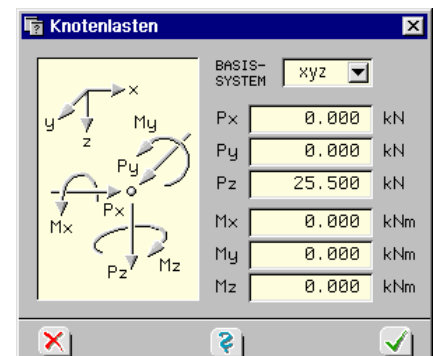 Knotenlasten
BASIS-
SYSTEM
xyz
x
y
z
My
Py
Px
Mx
Pz
Mz
Px 0.000 kN
Py 0.000 kN
Pz 25.500 kN
Mx 0.000 kNm
My 0.000 kNm
Mz 0.000 kNm